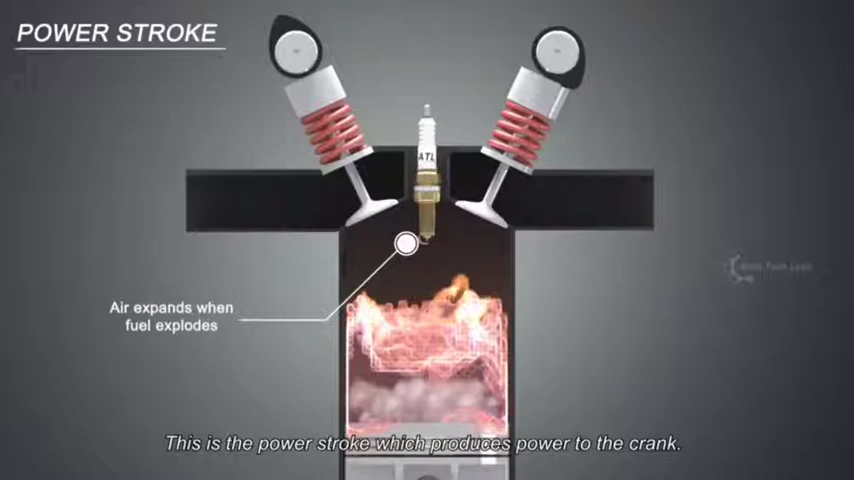 POWER STROKE
ATL
Air expands when
fuel explodes
This is the power stroke which produces power to the crank.